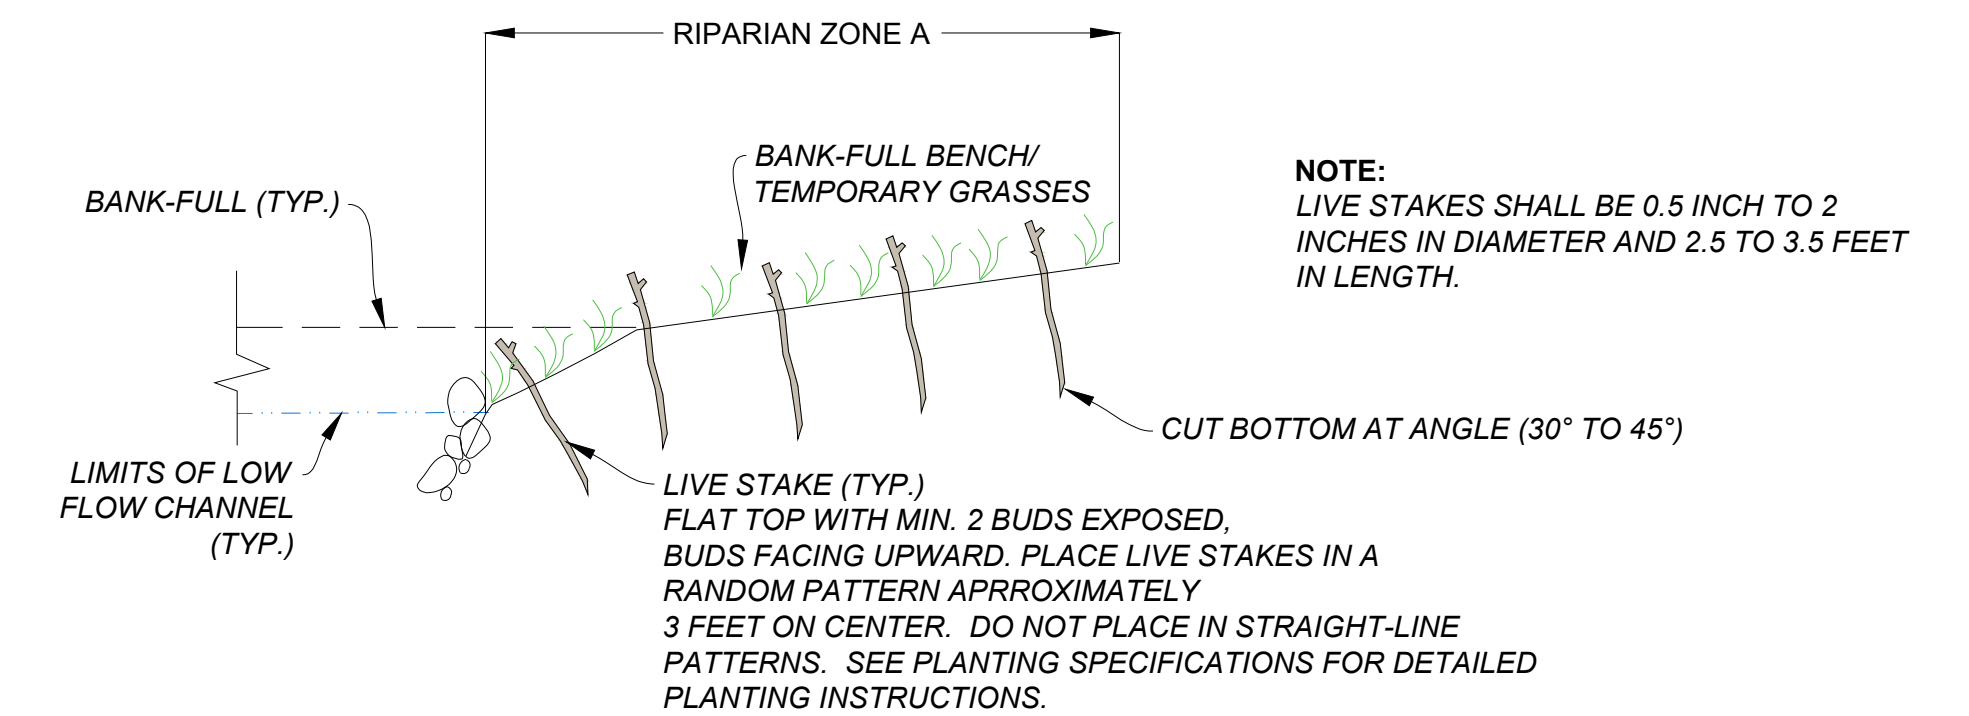 RIPARIAN ZONE A
BANK-FULL BENCH/
TEMPORARY GRASSES
NOTE:
LIVE STAKES SHALL BE 0.5 INCH TO 2
INCHES IN DIAMETER AND 2.5 TO 3.5 FEET
IN LENGTH.
BANK-FULL (TYP.)
CUT BOTTOM AT ANGLE (30° TO 45°)
LIMITS OF LOW
FLOW CHANNEL
(TYP.)
LIVE STAKE (TYP.)
FLAT TOP WITH MIN. 2 BUDS EXPOSED,
BUDS FACING UPWARD. PLACE LIVE STAKES IN A
RANDOM PATTERN APRROXIMATELY
3 FEET ON CENTER.  DO NOT PLACE IN STRAIGHT-LINE
PATTERNS.  SEE PLANTING SPECIFICATIONS FOR DETAILED
PLANTING INSTRUCTIONS.